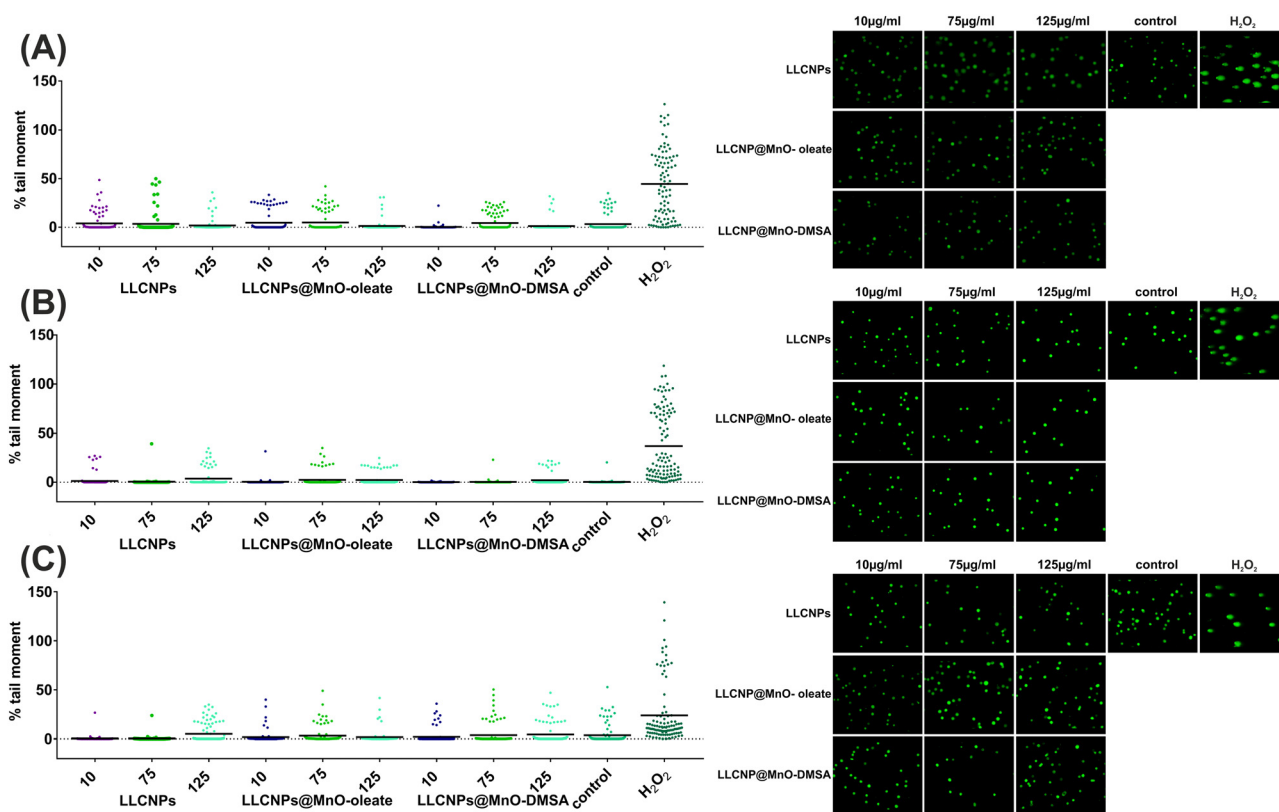 (A)
% tail moment
150
100
50
0
10
75
125
10
75
125
10
75
125
control
H₂O₂
LLCNPs
LLCNPs@MnO-oleate
LLCNPs@MnO-DMSA
10µg/ml
75µg/ml
125µg/ml
control
H₂O₂
LLCNPs
LLCNP@MnO- oleate
LLCNP@MnO-DMSA
(B)
% tail moment
150
100
50
0
10
75
125
10
75
125
10
75
125
control
H₂O₂
LLCNPs
LLCNPs@MnO-oleate
LLCNPs@MnO-DMSA
10µg/ml
75µg/ml
125µg/ml
control
H₂O₂
LLCNPs
LLCNP@MnO- oleate
LLCNP@MnO-DMSA
(C)
% tail moment
150
100
50
0
10
75
125
10
75
125
10
75
125
control
H₂O₂
LLCNPs
LLCNPs@MnO-oleate
LLCNPs@MnO-DMSA
10µg/ml
75µg/ml
125µg/ml
control
H₂O₂
LLCNPs
LLCNP@MnO- oleate
LLCNP@MnO-DMSA